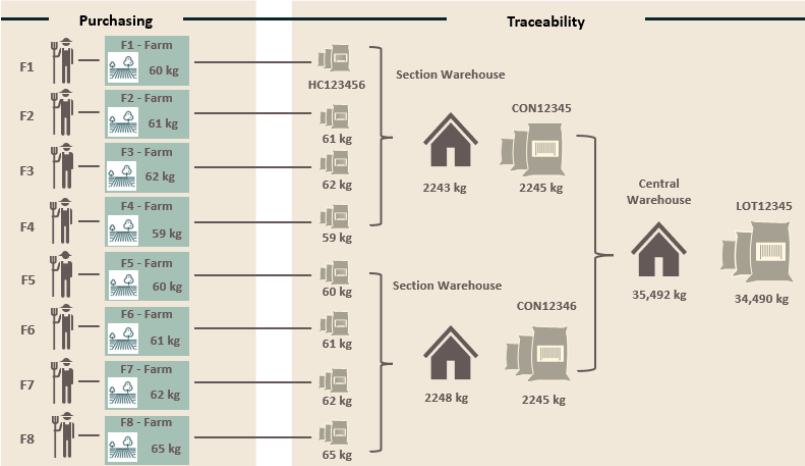 Purchasing
Traceability
F1
F1 - Farm
60 kg
HC123456
F2
F2 - Farm
61 kg
61 kg
F3
F3 - Farm
62 kg
62 kg
F4
F4 - Farm
59 kg
59 kg
F5
F5 - Farm
60 kg
60 kg
F6
F6 - Farm
61 kg
61 kg
F7
F7 - Farm
62 kg
62 kg
F8
F8 - Farm
65 kg
65 kg
Section Warehouse
2243 kg
CON12345
2245 kg
Section Warehouse
2248 kg
CON12346
2245 kg
Central
Warehouse
35,492 kg
LOT12345
34,490 kg